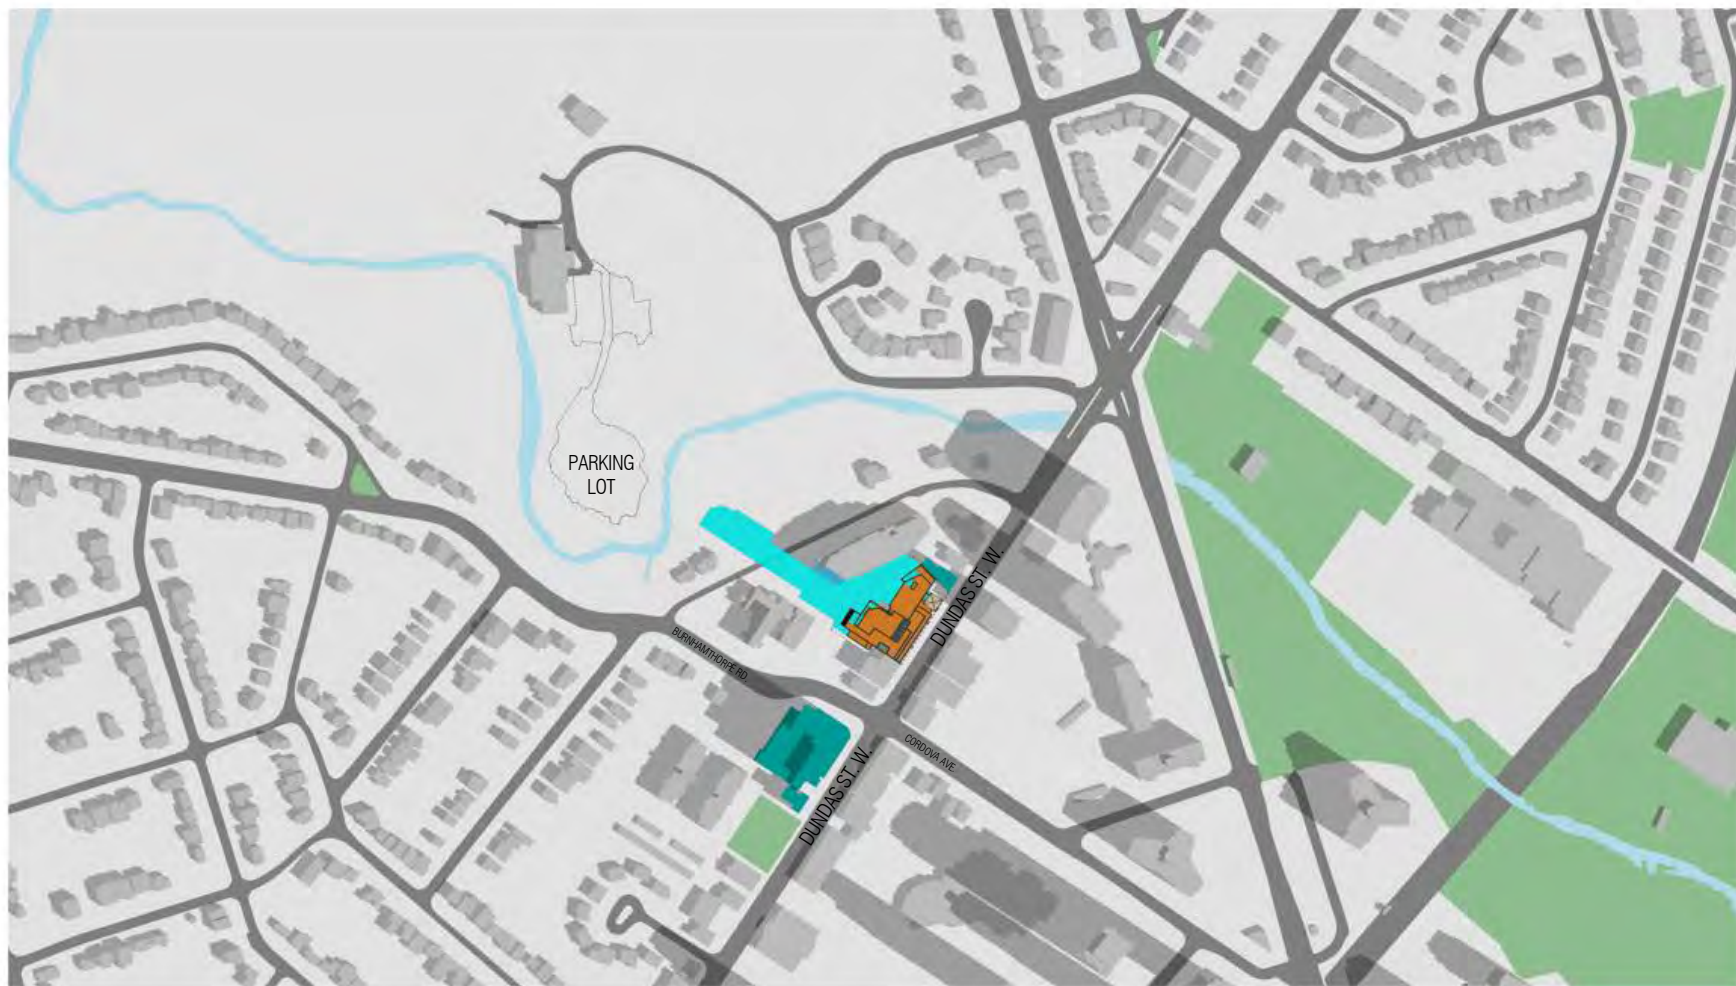 PARKING
LOT
DUNDAS ST. W.
BURNHAMTHORPE RD.
CORDOVA AVE
DUNDAS ST. W.